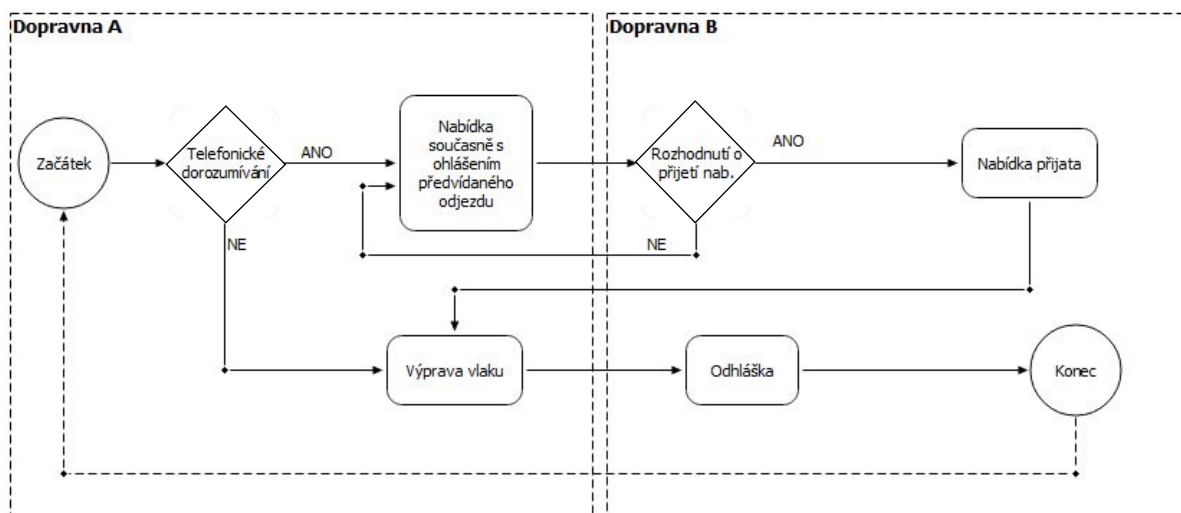 Dopravna A
Dopravna B
Začátek
Telefonické
dorozumívání
ANO
Nabídka
současně s
ohlášením
předvídaného
odjezdu
Rozhodnutí o
přijetí nab.
ANO
Nabídka přijata
NE
NE
Výprava vlaku
Odhláška
Konec